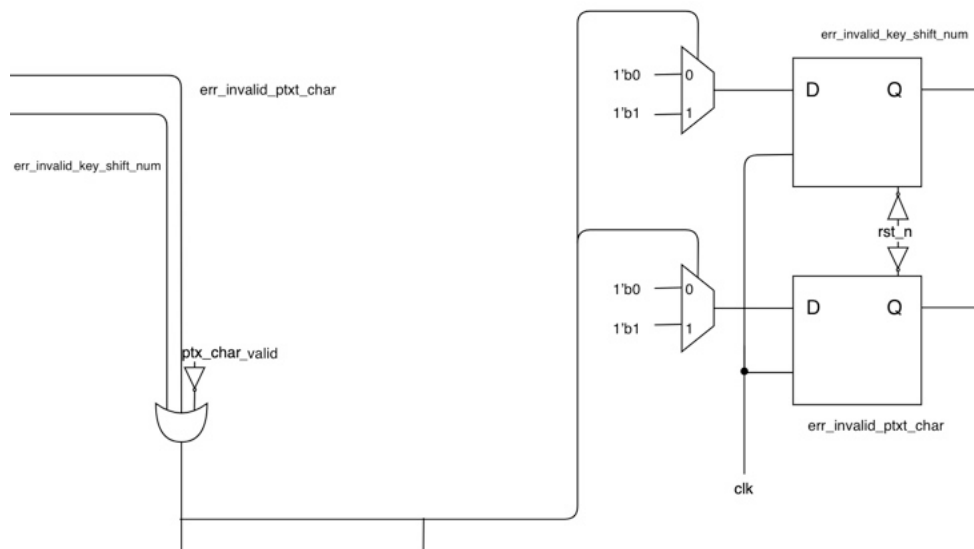 err_invalid_key_shift_num
err_invalid_ptxt_char
1'b0
0
1'b1
1
D
Q
err_invalid_key_shift_num
rst_n
1'b0
0
1'b1
1
D
Q
ptx_char_valid
err_invalid_ptxt_char
clk